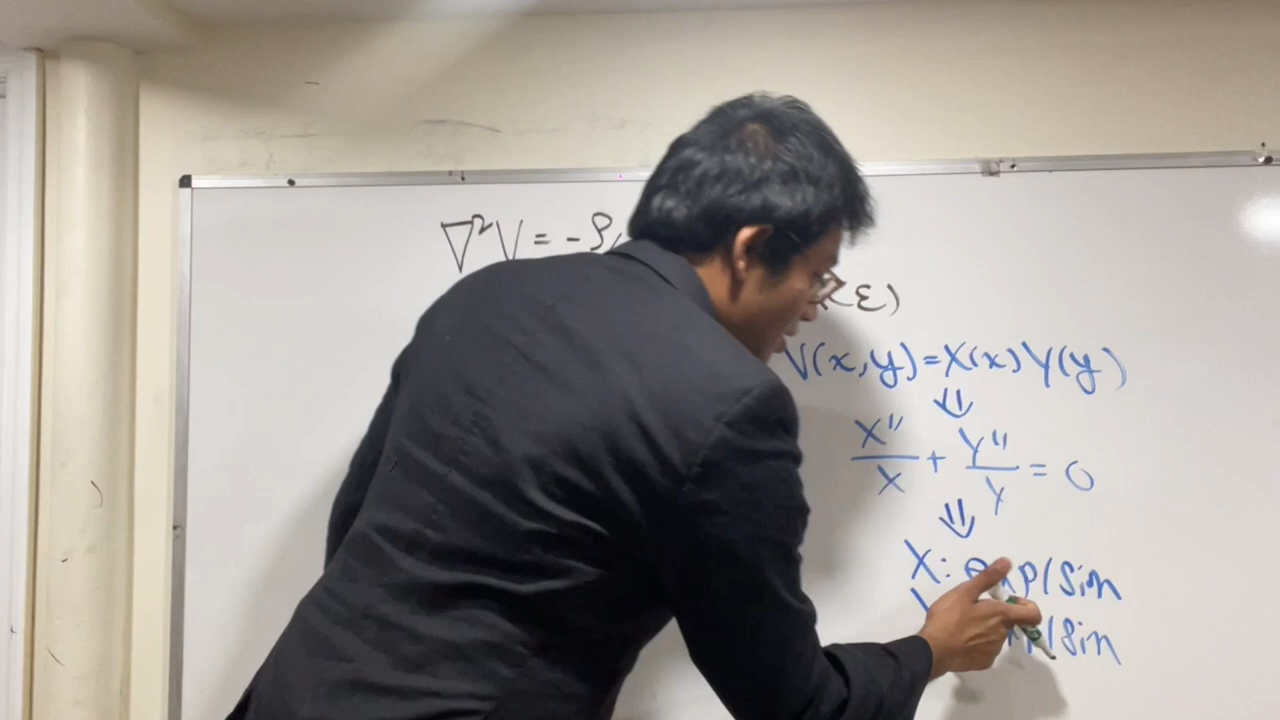 ∇²V = -ρ/
ε)
V(x,y)=X(x)Y(y)
⇓
X''/X + Y''/Y = 0
⇓
X: exp/sin
/sin